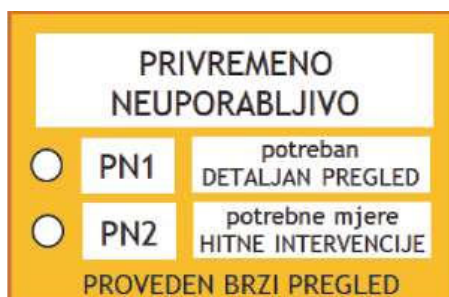 PRIVREMENO
NEUPORABLJIVO
PN1 potreban
DETALJAN PREGLED
PN2 potrebne mjere
HITNE INTERVENCIJE
PROVEDEN BRZI PREGLED